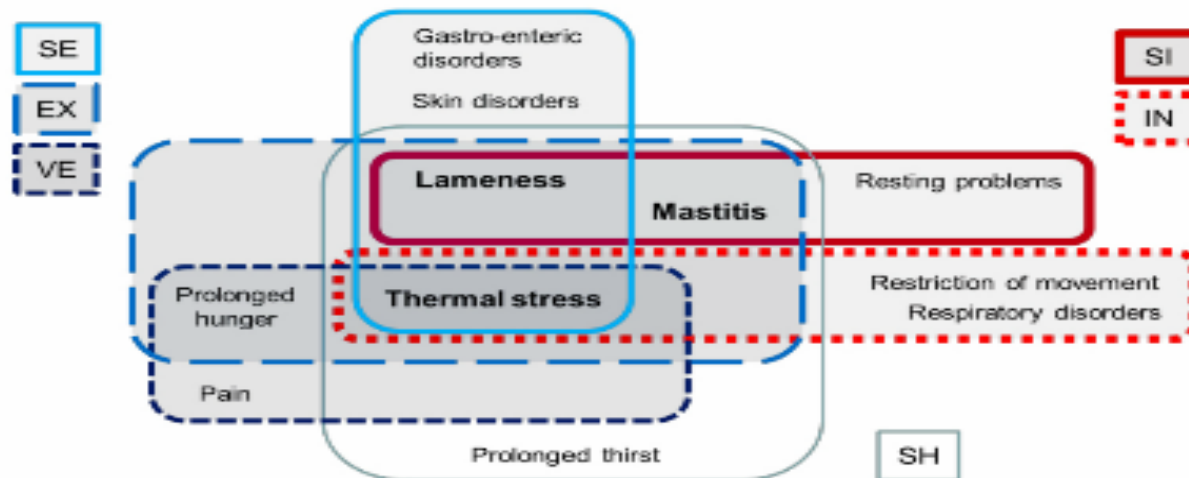 SE
EX
VE
Gastro-enteric
disorders
Skin disorders
SI
IN
Lameness
Mastitis
Resting problems
Prolonged
hunger
Thermal stress
Restriction of movement
Respiratory disorders
Pain
Prolonged thirst
SH